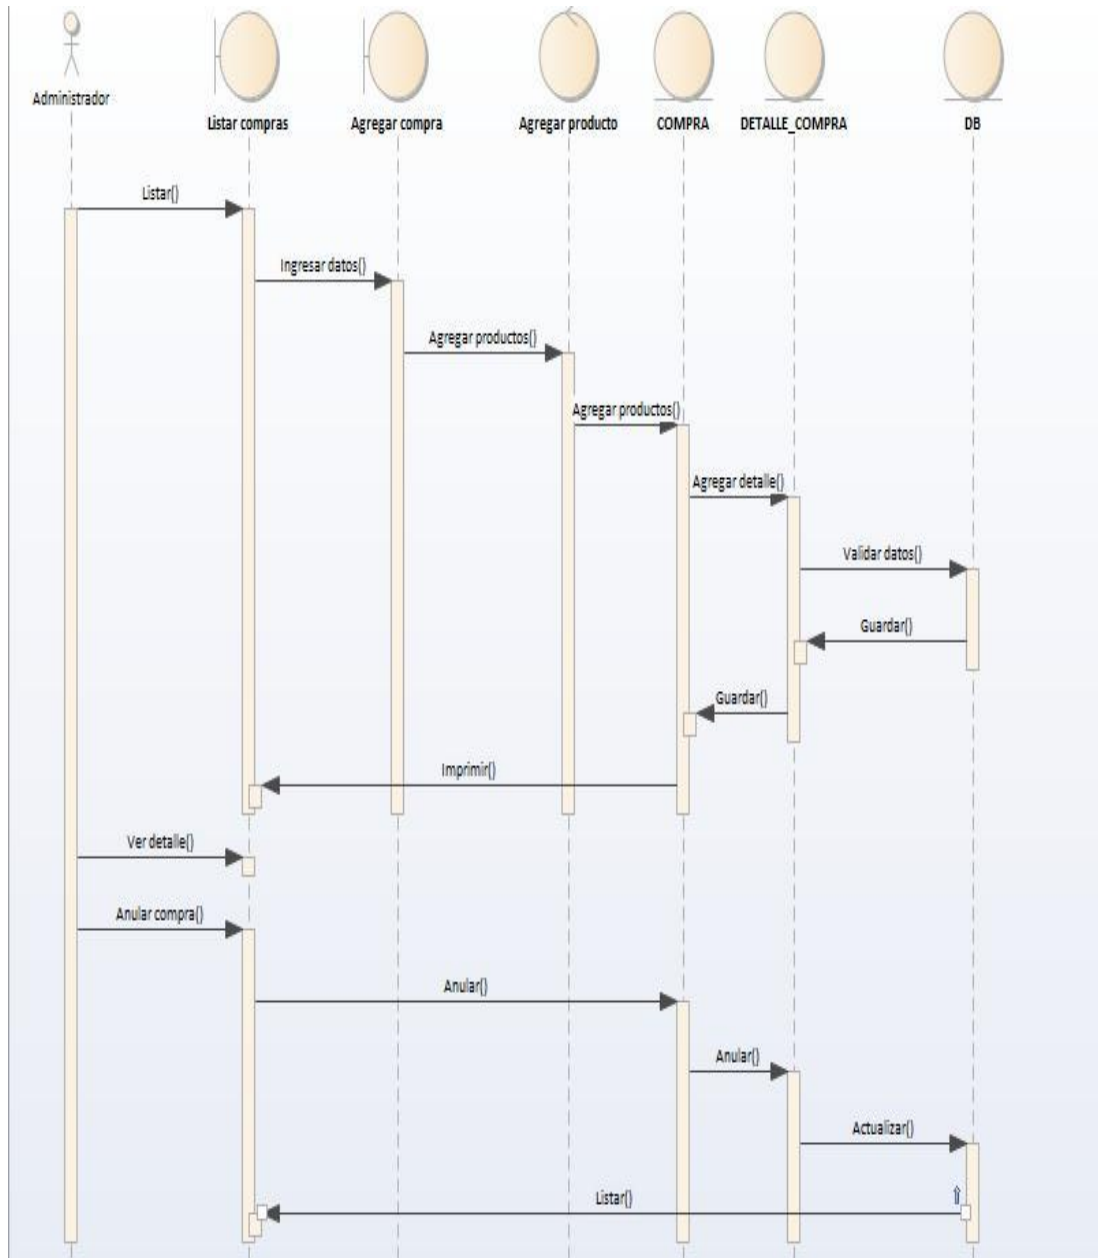 Administrador
Listar compras
Agregar compra
Agregar producto
COMPRA
DETALLE_COMPRA
DB
Listar()
Ingresar datos()
Agregar productos()
Agregar productos()
Agregar detalle()
Validar datos()
Guardar()
Guardar()
Imprimir()
Ver detalle()
Anular compra()
Anular()
Anular()
Actualizar()
Listar()